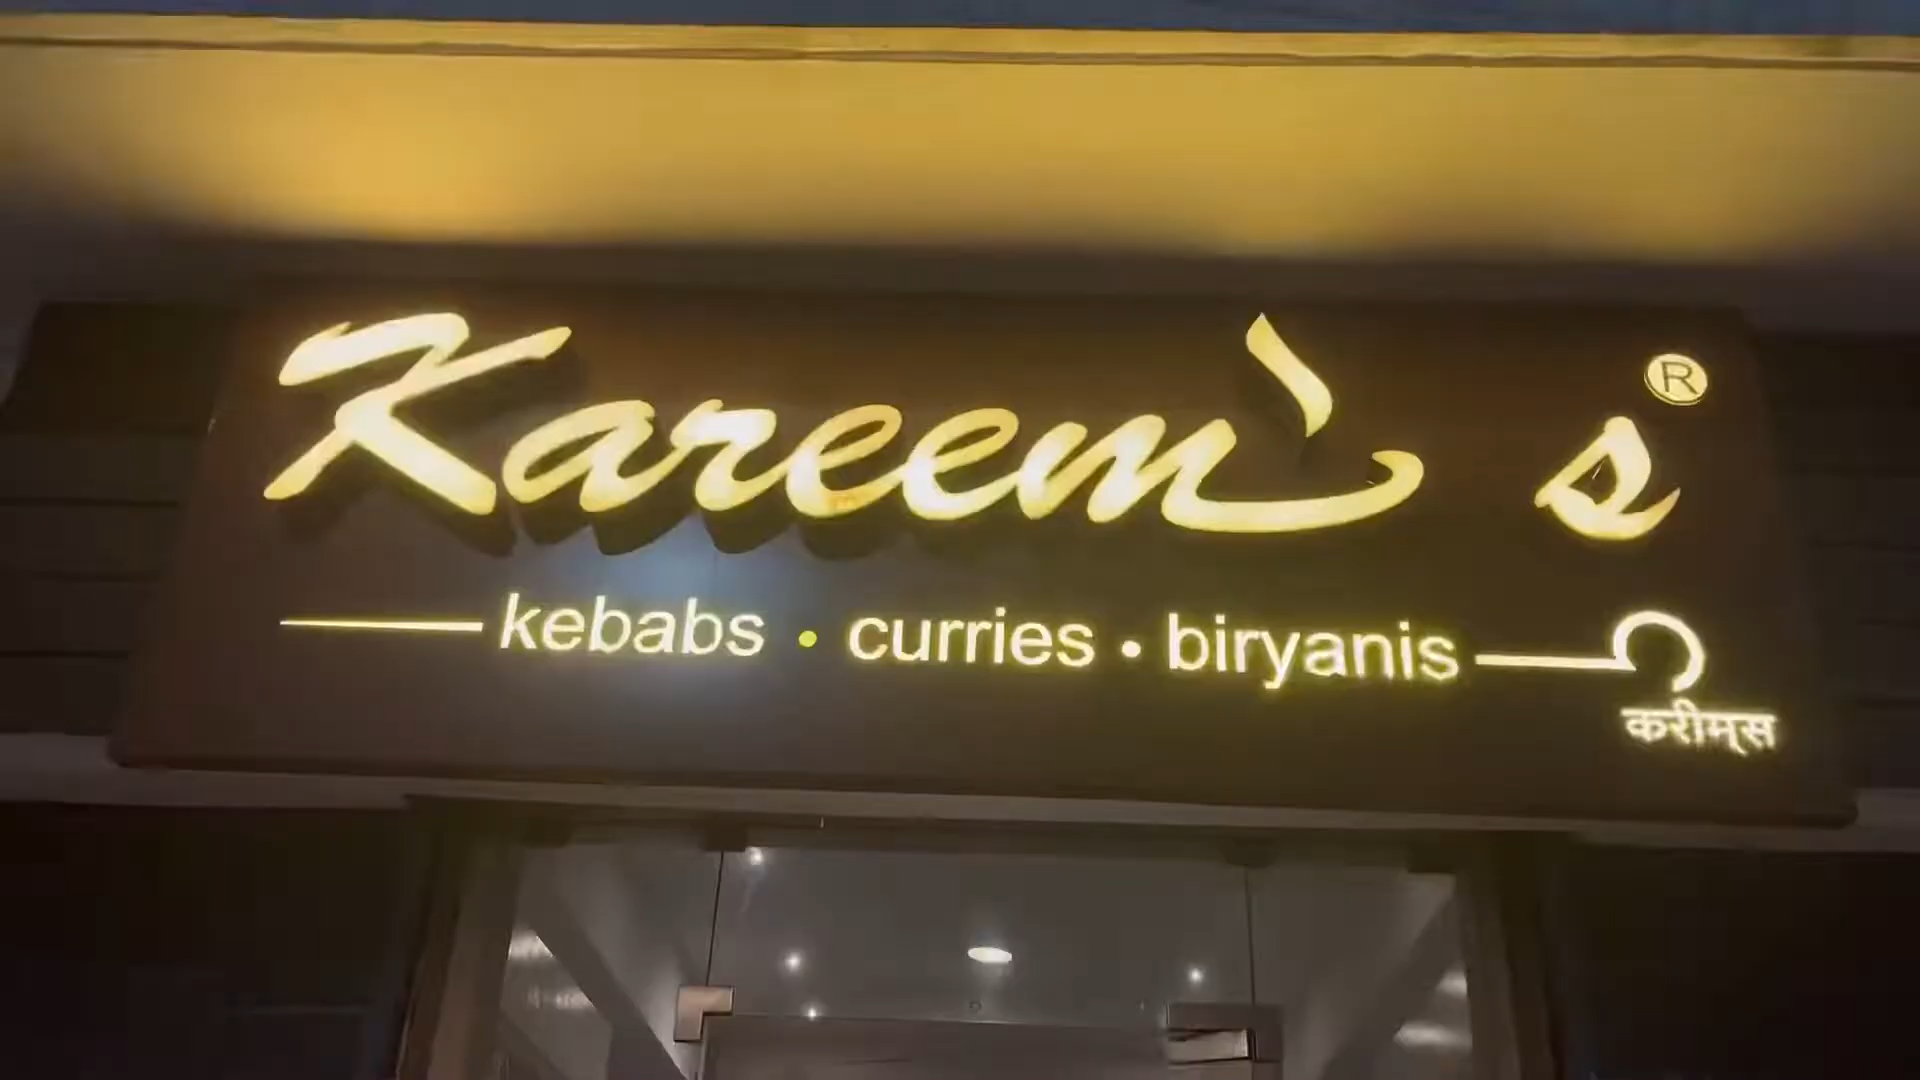 Kareem's®
kebabs • curries • biryanis
करीम्स